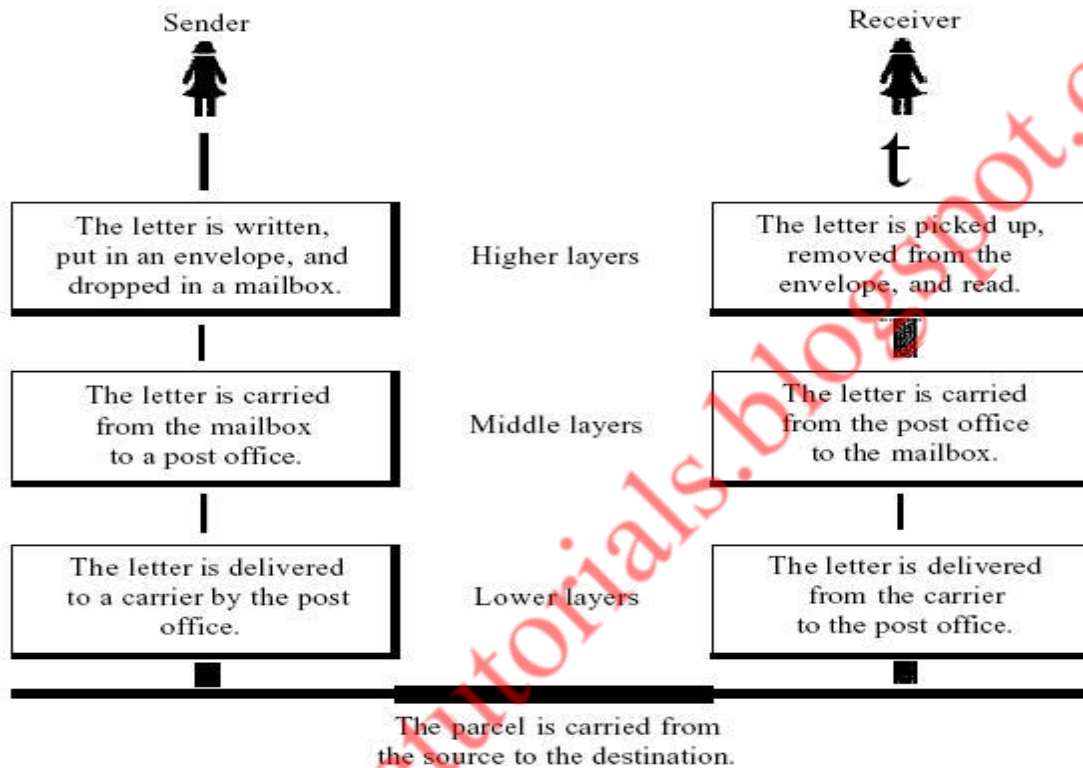 Sender
Receiver
t
The letter is written,
put in an envelope, and
dropped in a mailbox.
Higher layers
The letter is picked up,
removed from the
envelope, and read.
The letter is carried
from the mailbox
to a post office.
Middle layers
The letter is carried
from the post office
to the mailbox.
The letter is delivered
to a carrier by the post
office.
Lower layers
The letter is delivered
from the carrier
to the post office.
The parcel is carried from
the source to the destination.
tutorials.blogspot.